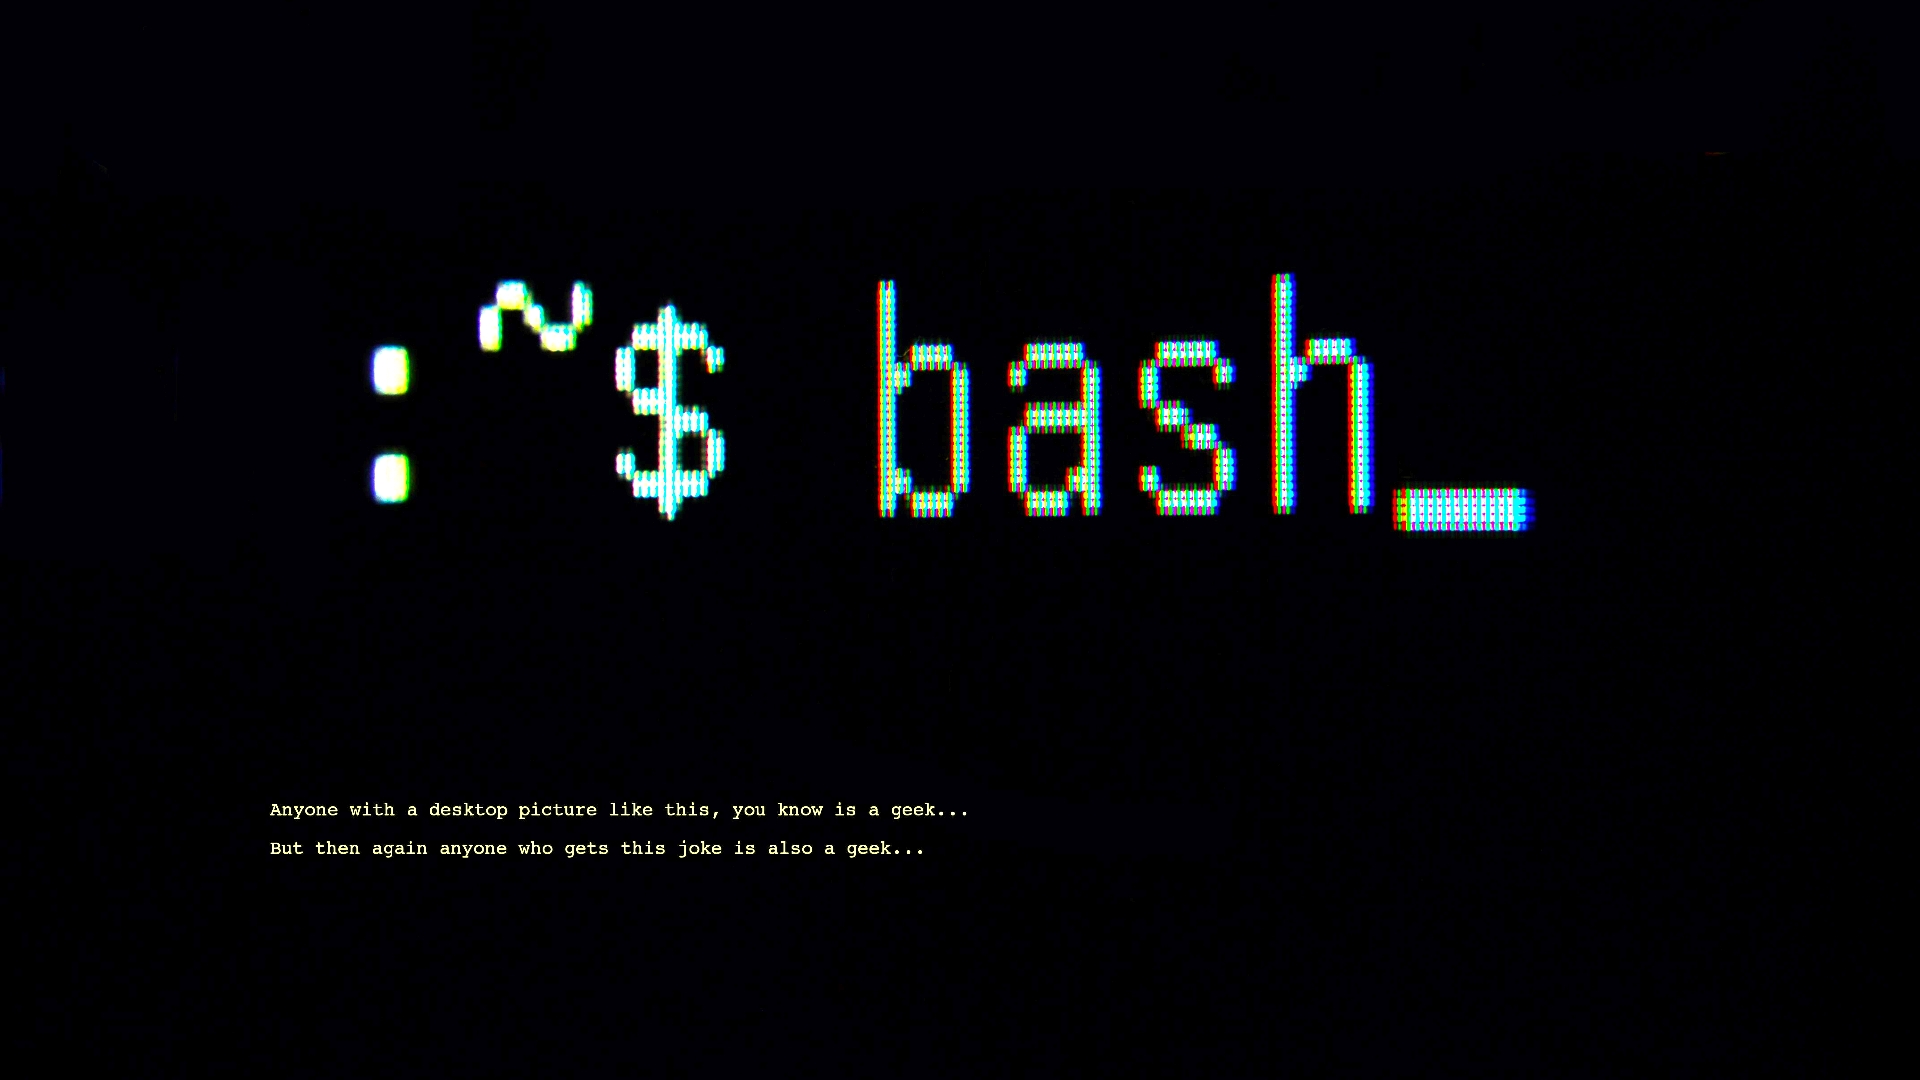 :~$ bash_
Anyone with a desktop picture like this, you know is a geek...
But then again anyone who gets this joke is also a geek...